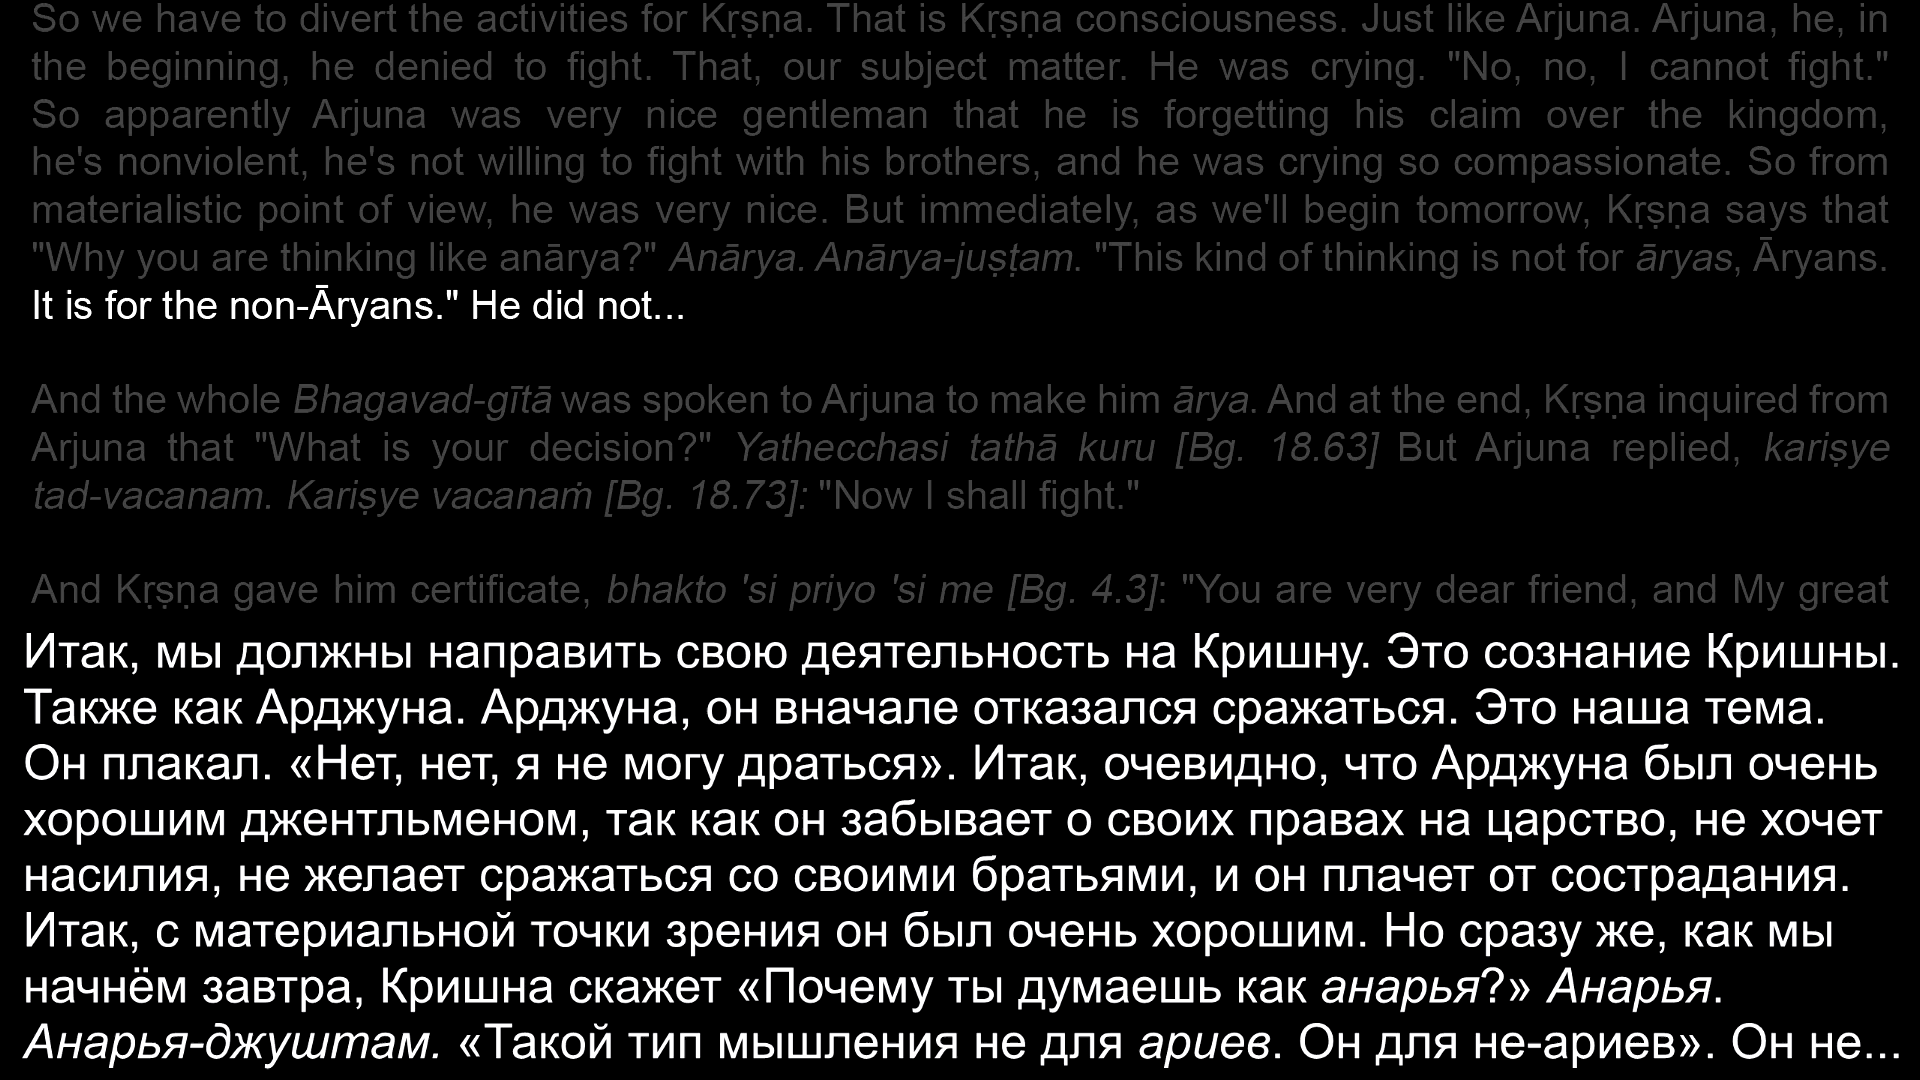 So we have to divert the activities for Kṛṣṇa. That is Kṛṣṇa consciousness. Just like Arjuna. Arjuna, he, in
the beginning, he denied to fight. That, our subject matter. He was crying. "No, no, I cannot fight."
So apparently Arjuna was very nice gentleman that he is forgetting his claim over the kingdom,
he's nonviolent, he's not willing to fight with his brothers, and he was crying so compassionate. So from
materialistic point of view, he was very nice. But immediately, as we'll begin tomorrow, Kṛṣṇa says that
"Why you are thinking like anārya?" Anārya. Anārya-juṣṭam. "This kind of thinking is not for āryas, Āryans.
It is for the non-Āryans." He did not...
And the whole Bhagavad-gītā was spoken to Arjuna to make him ārya. And at the end, Kṛṣṇa inquired from
Arjuna that "What is your decision?" Yathecchasi tathā kuru [Bg. 18.63] But Arjuna replied, kariṣye
tad-vacanam. Kariṣye vacanaṁ [Bg. 18.73]: "Now I shall fight."
And Kṛṣṇa gave him certificate, bhakto 'si priyo 'si me [Bg. 4.3]: "You are very dear friend, and My great
Итак, мы должны направить свою деятельность на Кришну. Это сознание Кришны.
Также как Арджуна. Арджуна, он вначале отказался сражаться. Это наша тема.
Он плакал. «Нет, нет, я не могу драться». Итак, очевидно, что Арджуна был очень
хорошим джентльменом, так как он забывает о своих правах на царство, не хочет
насилия, не желает сражаться со своими братьями, и он плачет от сострадания.
Итак, с материальной точки зрения он был очень хорошим. Но сразу же, как мы
начнём завтра, Кришна скажет «Почему ты думаешь как анарья?» Анарья.
Анарья-джуштам. «Такой тип мышления не для ариев. Он для не-ариев». Он не...